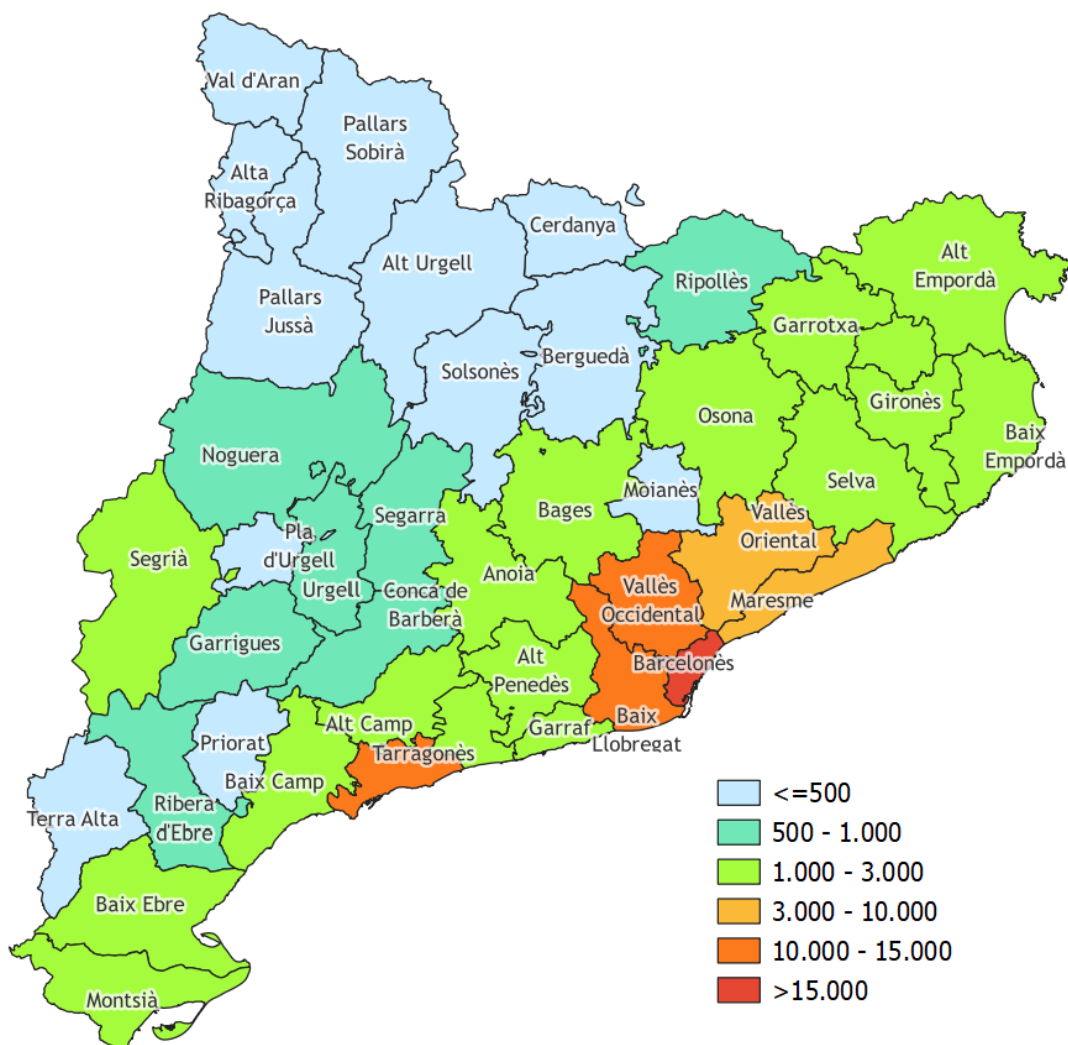 Val d'Aran
Pallars
Sobirà
Alta
Ribagorça
Cerdanya
Alt Urgell
Ripollès
Alt
Empordà
Pallars
Jussà
Garrotxa
Berguedà
Solsonès
Gironès
Osona
Baix
Empordà
Noguera
Selva
Moianès
Bages
Segarra
Vallès
Oriental
Pla
d'Urgell
Segrià
Anoia
Urgell
Conca de
Barberà
Vallès
Occidental
Maresme
Garrigues
Alt
Penedès
Barcelonès
Baix
Llobregat
Garraf
Alt Camp
Priorat
Tarragonès
Baix Camp
Terra Alta
Ribera
d'Ebre
Baix Ebre
Montsià
<=500
500 - 1.000
1.000 - 3.000
3.000 - 10.000
10.000 - 15.000
>15.000